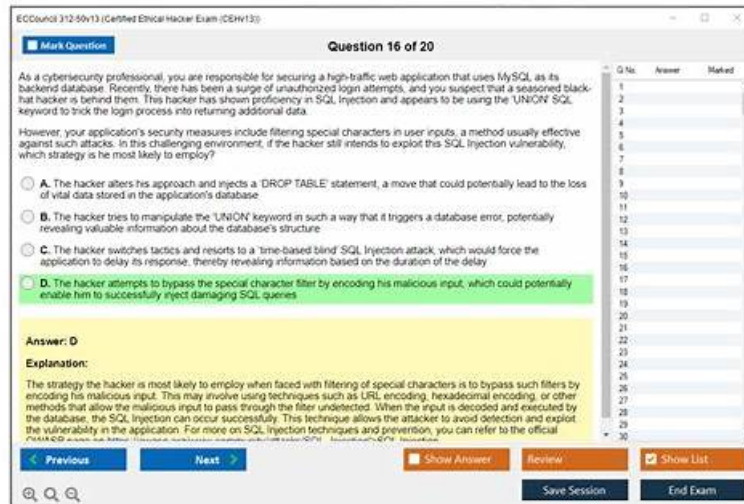 ECCouncil 312-50v13 (Certified Ethical Hacker Exam (CEHv13))
Mark Question
Question 16 of 20
Q No. Answer Marked
As a cybersecurity professional, you are responsible for securing a high-traffic web application that uses MySQL as its
backend database. Recently, there has been a surge of unauthorized login attempts, and you suspect that a seasoned black-
hat hacker is behind them. This hacker has shown proficiency in SQL Injection and appears to be using the 'UNION' SQL
keyword to trick the login process into returning additional data.
However, your application's security measures include filtering special characters in user inputs, a method usually effective
against such attacks. In this challenging environment, if the hacker still intends to exploit this SQL Injection vulnerability,
which strategy is he most likely to employ?
A. The hacker alters his approach and injects a 'DROP TABLE' statement, a move that could potentially lead to the loss
of vital data stored in the application's database
B. The hacker tries to manipulate the 'UNION' keyword in such a way that it triggers a database error, potentially
revealing valuable information about the database's structure
C. The hacker switches tactics and resorts to a 'time-based blind' SQL Injection attack, which would force the
application to delay its response, thereby revealing information based on the duration of the delay
D. The hacker attempts to bypass the special character filter by encoding his malicious input, which could potentially
enable him to successfully inject damaging SQL queries
Answer: D
Explanation:
The strategy the hacker is most likely to employ when faced with filtering of special characters is to bypass such filters by
encoding his malicious input. This may involve using techniques such as URL encoding, hexadecimal encoding, or other
methods that allow the malicious input to pass through the filter undetected. When the input is decoded and executed by
the database, the SQL Injection can occur successfully. This technique allows the attacker to avoid detection and exploit
the vulnerability in the application. For more on SQL Injection techniques and prevention, you can refer to the official
1
2
3
4
5
6
7
8
9
10
11
12
13
14
15
16
17
18
19
20
21
22
23
24
25
26
27
28
29
30
Previous
Next
Show Answer
Review
Show List
Save Session
End Exam